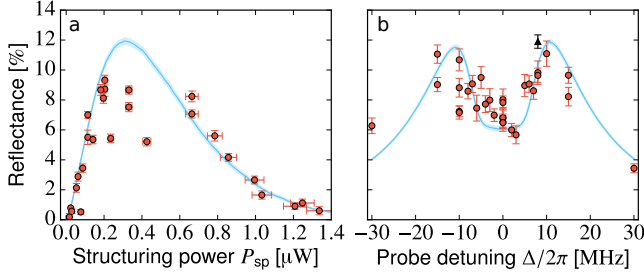 a
b
Reflectance [%]
14
12
10
8
6
4
2
0
0.0 0.2 0.4 0.6 0.8 1.0 1.2 1.4
−30 −20 −10 0 10 20 30
Structuring power P_sp [μW]
Probe detuning Δ/2π [MHz]